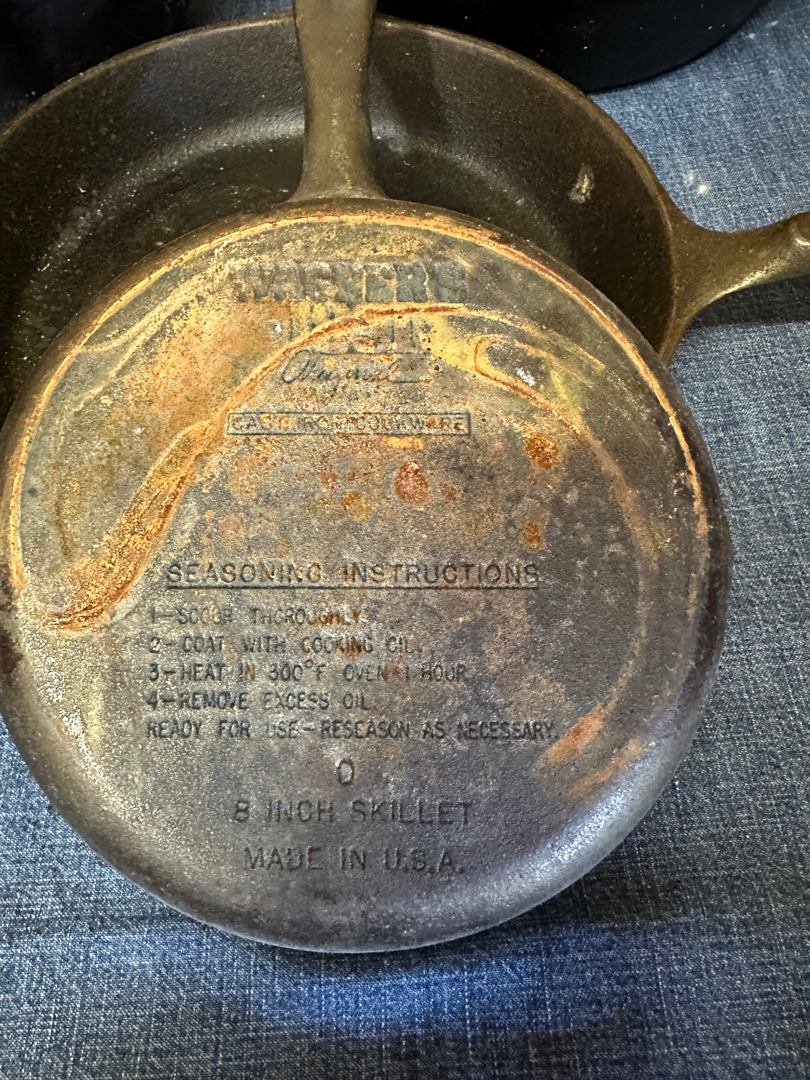 WAGNER'S
1891
Original
CAST IRON COOKWARE
SEASONING INSTRUCTIONS
1-SCOUR THOROUGHLY.
2-COAT WITH COOKING OIL.
3-HEAT IN 300°F OVEN-1 HOUR
4-REMOVE EXCESS OIL.
READY FOR USE-RESEASON AS NECESSARY.
O
8 INCH SKILLET
MADE IN U.S.A.